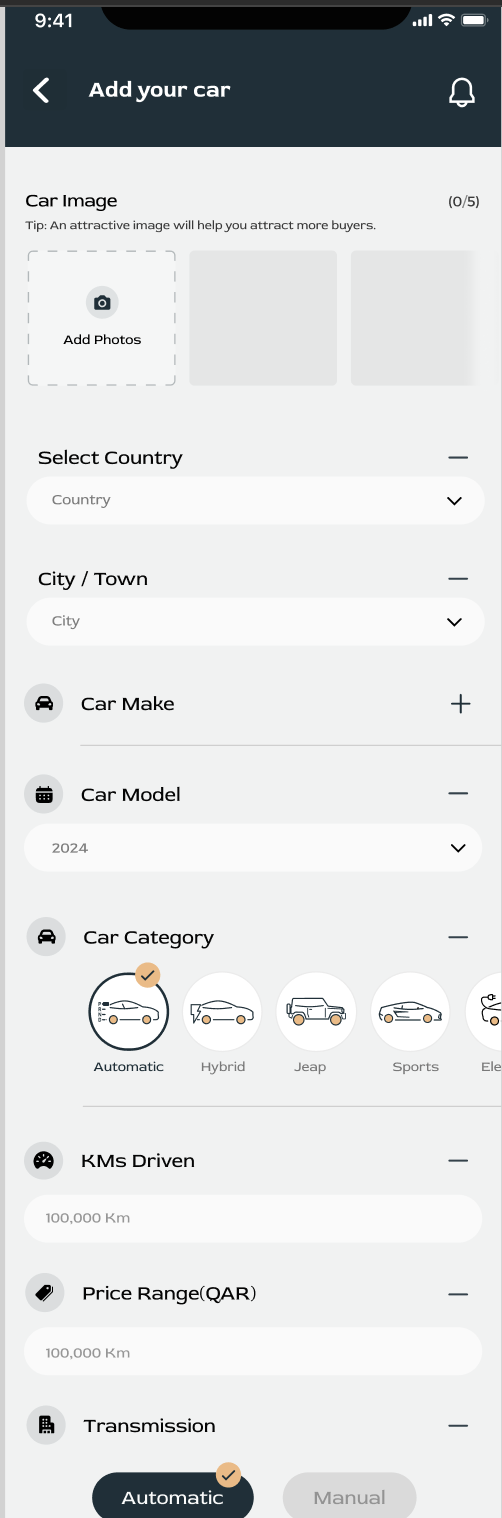 9:41
Add your car
Car Image
(0/5)
Tip: An attractive image will help you attract more buyers.
Add Photos
Select Country
Country
City / Town
City
Car Make
Car Model
2024
Car Category
Automatic Hybrid Jeap Sports Ele
KMs Driven
100,000 Km
Price Range(QAR)
100,000 Km
Transmission
Automatic Manual